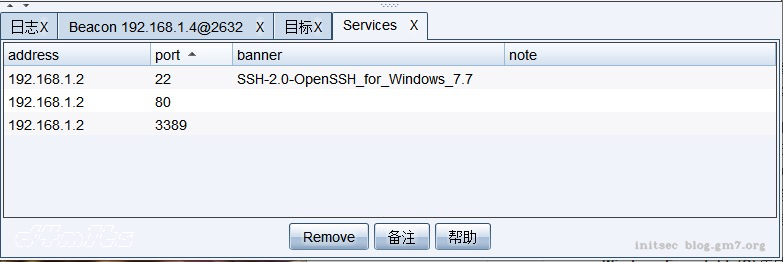 日志X Beacon 192.168.1.4@2632 X 目标X Services X
address port banner note
192.168.1.2 22 SSH-2.0-OpenSSH_for_Windows_7.7
192.168.1.2 80
192.168.1.2 3389
Remove 备注 帮助
initsec blog.gm7.org